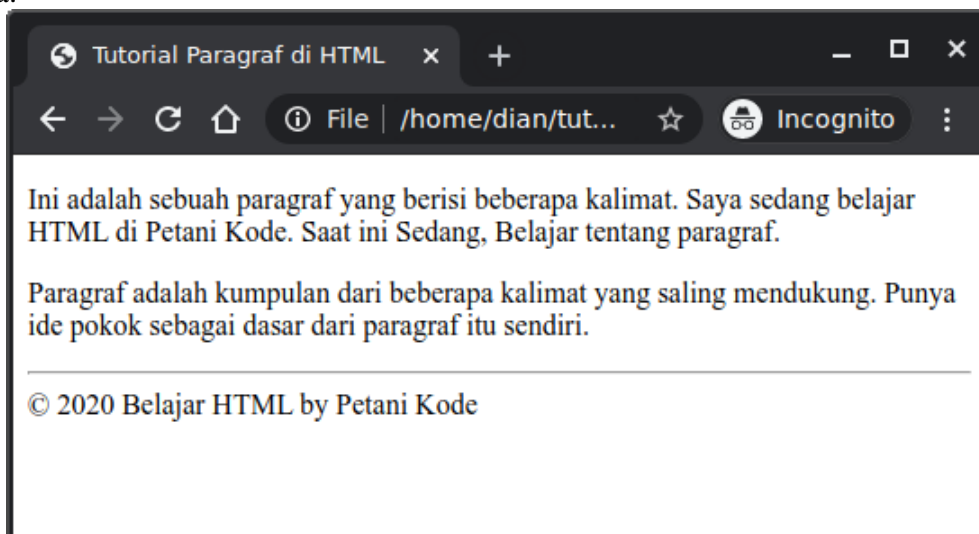 Tutorial Paragraf di HTML
File | /home/dian/tut... Incognito
Ini adalah sebuah paragraf yang berisi beberapa kalimat. Saya sedang belajar
HTML di Petani Kode. Saat ini Sedang, Belajar tentang paragraf.
Paragraf adalah kumpulan dari beberapa kalimat yang saling mendukung. Punya
ide pokok sebagai dasar dari paragraf itu sendiri.
© 2020 Belajar HTML by Petani Kode